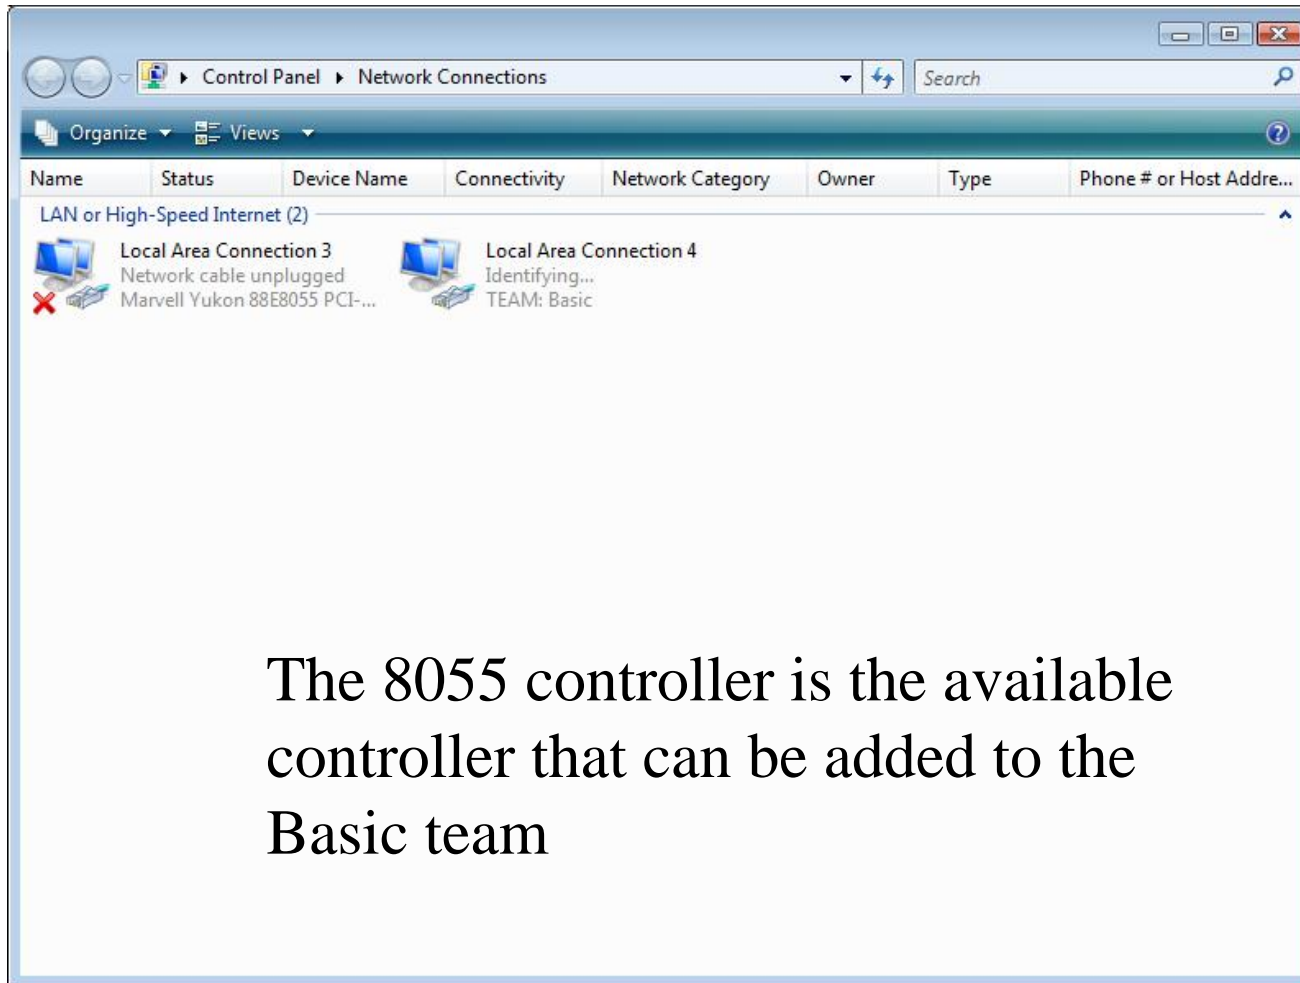 Control Panel Network Connections Search
Organize Views
Name Status Device Name Connectivity Network Category Owner Type Phone # or Host Addre...
LAN or High-Speed Internet (2)
Local Area Connection 3
Network cable unplugged
Marvell Yukon 88E8055 PCI-...
Local Area Connection 4
Identifying...
TEAM: Basic
The 8055 controller is the available
controller that can be added to the
Basic team